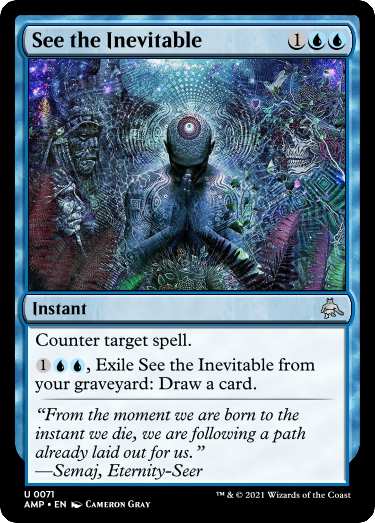 See the Inevitable 1
Instant
Counter target spell.
1, Exile See the Inevitable from
your graveyard: Draw a card.
“From the moment we are born to the
instant we die, we are following a path
already laid out for us.”
—Semaj, Eternity-Seer
U 0071
AMP • EN Cameron Gray
™ & © 2021 Wizards of the Coast